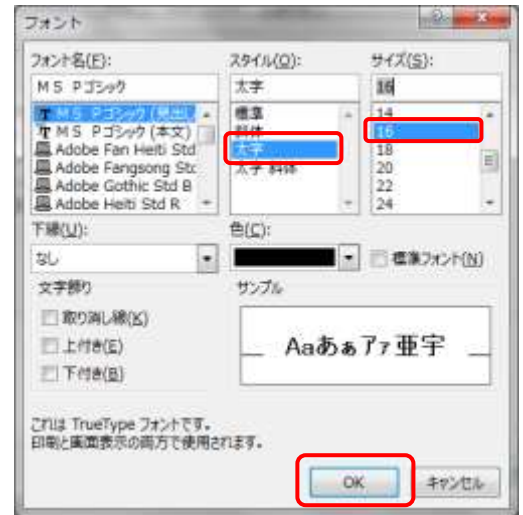 フォント
フォント名(F): スタイル(O): サイズ(S):
ＭＳ Ｐゴシック 太字 16
ＭＳ Ｐゴシック (見出し 標準 14
ＭＳ Ｐゴシック (本文) 斜体 16
Adobe Fan Heiti Std 太字 18
Adobe Fangsong Std 太字 斜体 20
Adobe Gothic Std B 22
Adobe Heiti Std R 24
下線(U): 色(C):
なし 標準フォント(N)
文字飾り サンプル
取り消し線(K)
上付き(E) Aaあぁアァ亜宇
下付き(B)
これは TrueType フォントです。
印刷と画面表示の両方で使用されます。
OK キャンセル